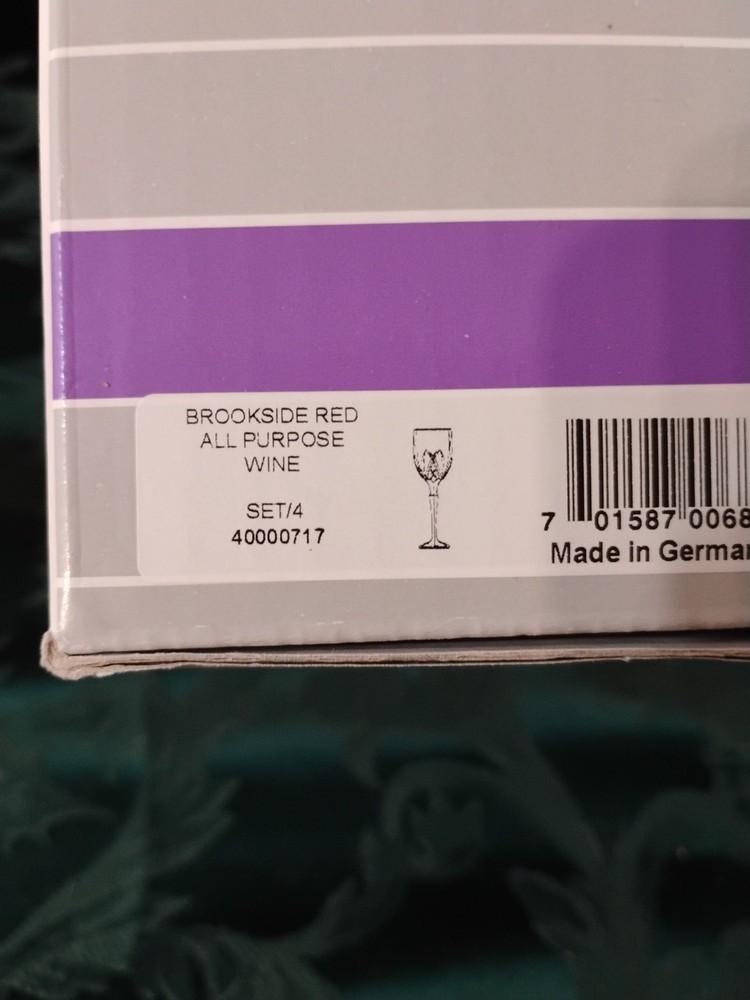 BROOKSIDE RED
ALL PURPOSE
WINE
SET/4
40000717
7 01587 0068
Made in German